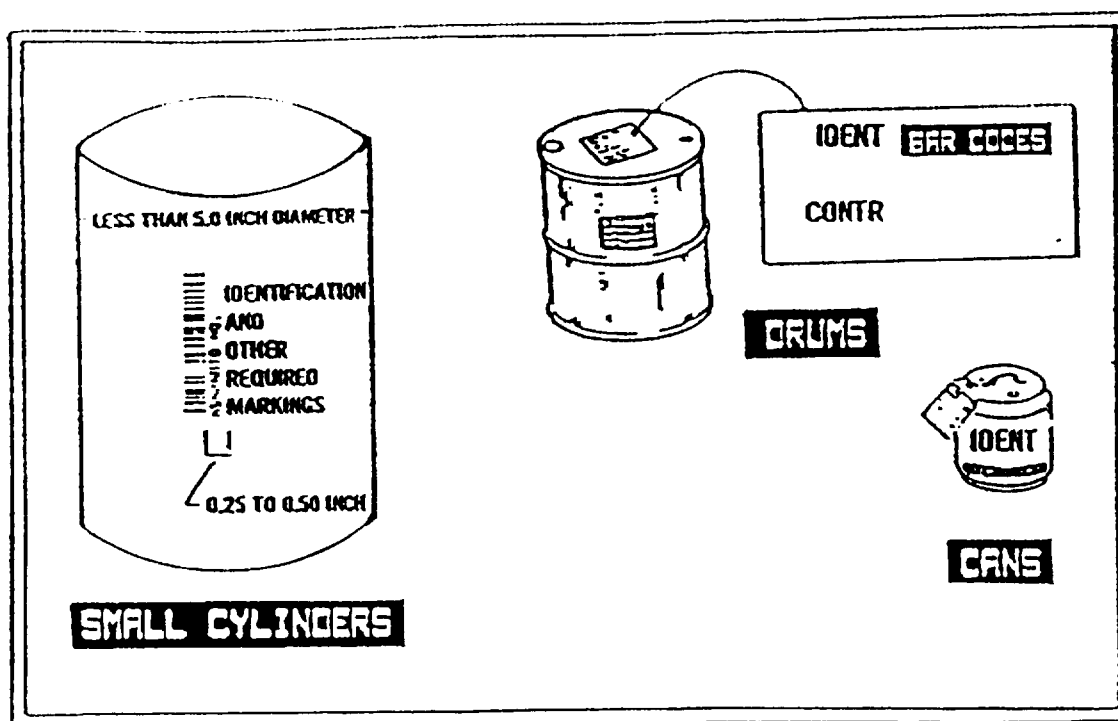 LESS THAN 5.0 INCH DIAMETER
IDENTIFICATION
AND
OTHER
REQUIRED
MARKINGS
0.25 TO 0.50 INCH
SMALL CYLINDERS
IDENT BAR CODES
CONTR
DRUMS
IDENT
CANS